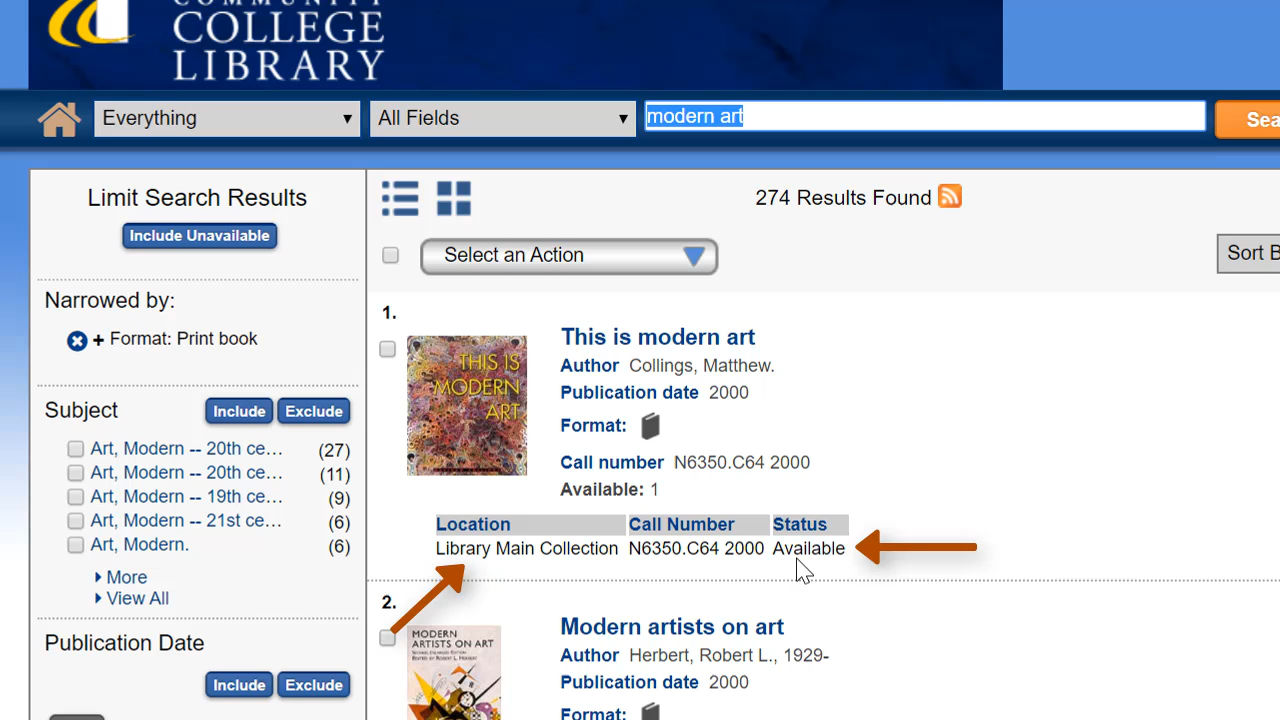 COMMUNITY
COLLEGE
LIBRARY
Everything
All Fields
modern art
Limit Search Results
Include Unavailable
274 Results Found
Select an Action
Sort B
Narrowed by:
+ Format: Print book
Subject
Include
Exclude
Art, Modern -- 20th ce… (27)
Art, Modern -- 20th ce… (11)
Art, Modern -- 19th ce… (9)
Art, Modern -- 21st ce… (6)
Art, Modern. (6)
More
View All
Publication Date
Include
Exclude
1.
THIS IS
MODERN
ART
This is modern art
Author Collings, Matthew.
Publication date 2000
Format:
Call number N6350.C64 2000
Available: 1
Location Call Number Status
Library Main Collection N6350.C64 2000 Available
2.
MODERN
ARTISTS ON ART
Modern artists on art
Author Herbert, Robert L., 1929-
Publication date 2000
Format: